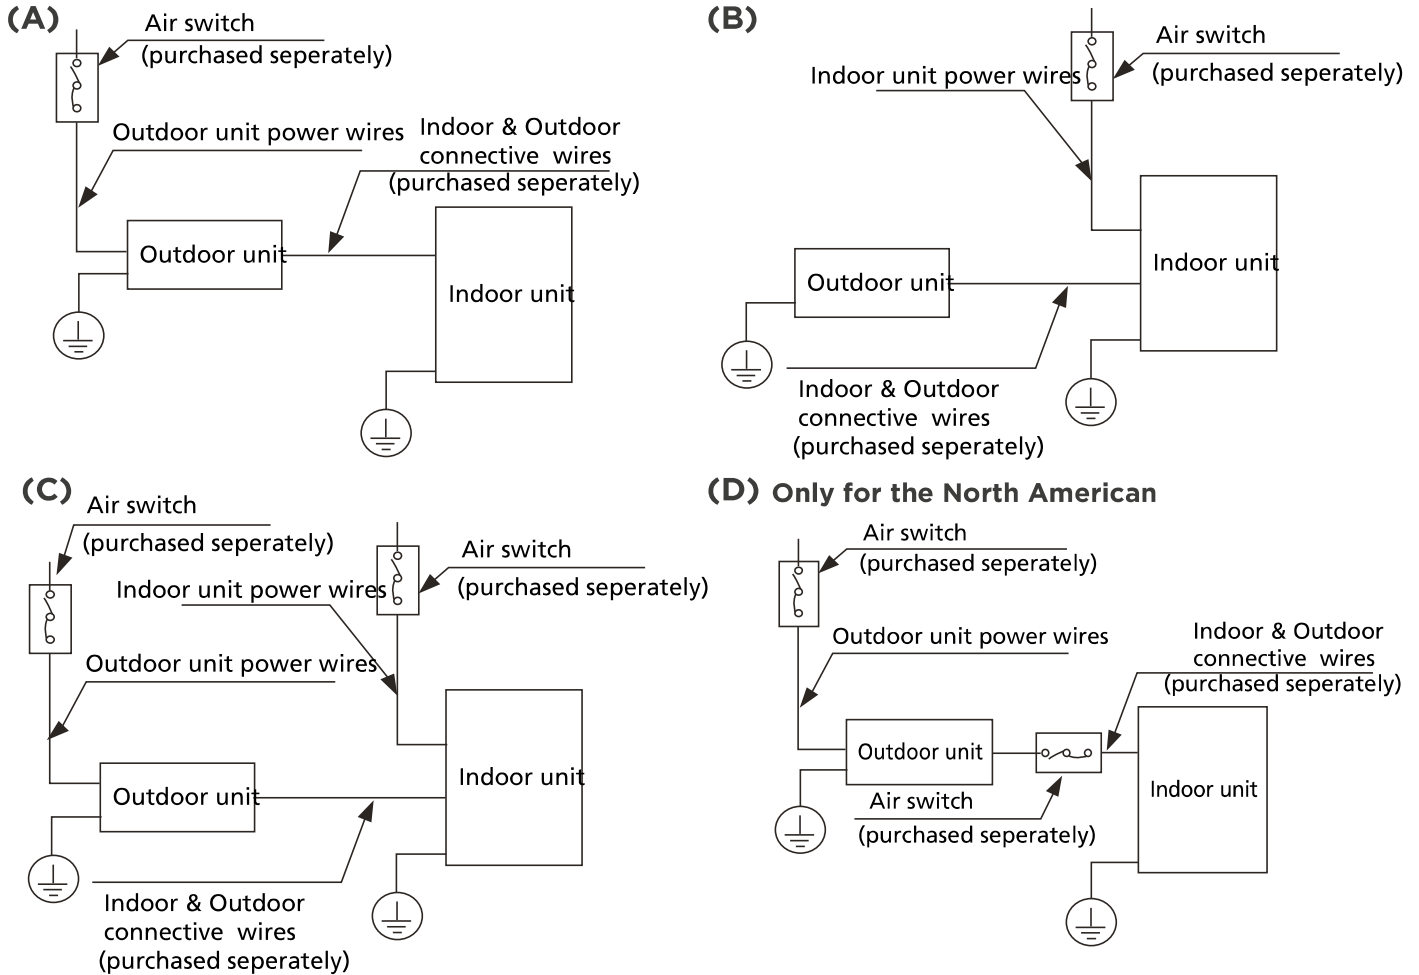 (A)
Air switch
(purchased seperately)
Outdoor unit power wires
Indoor & Outdoor
connective wires
(purchased seperately)
Outdoor unit
Indoor unit
(B)
Air switch
(purchased seperately)
Indoor unit power wires
Indoor unit
Outdoor unit
Indoor & Outdoor
connective wires
(purchased seperately)
(C)
Air switch
(purchased seperately)
Air switch
(purchased seperately)
Indoor unit power wires
Outdoor unit power wires
Indoor unit
Outdoor unit
Indoor & Outdoor
connective wires
(purchased seperately)
(D) Only for the North American
Air switch
(purchased seperately)
Outdoor unit power wires
Indoor & Outdoor
connective wires
(purchased seperately)
Outdoor unit
Indoor unit
Air switch
(purchased seperately)